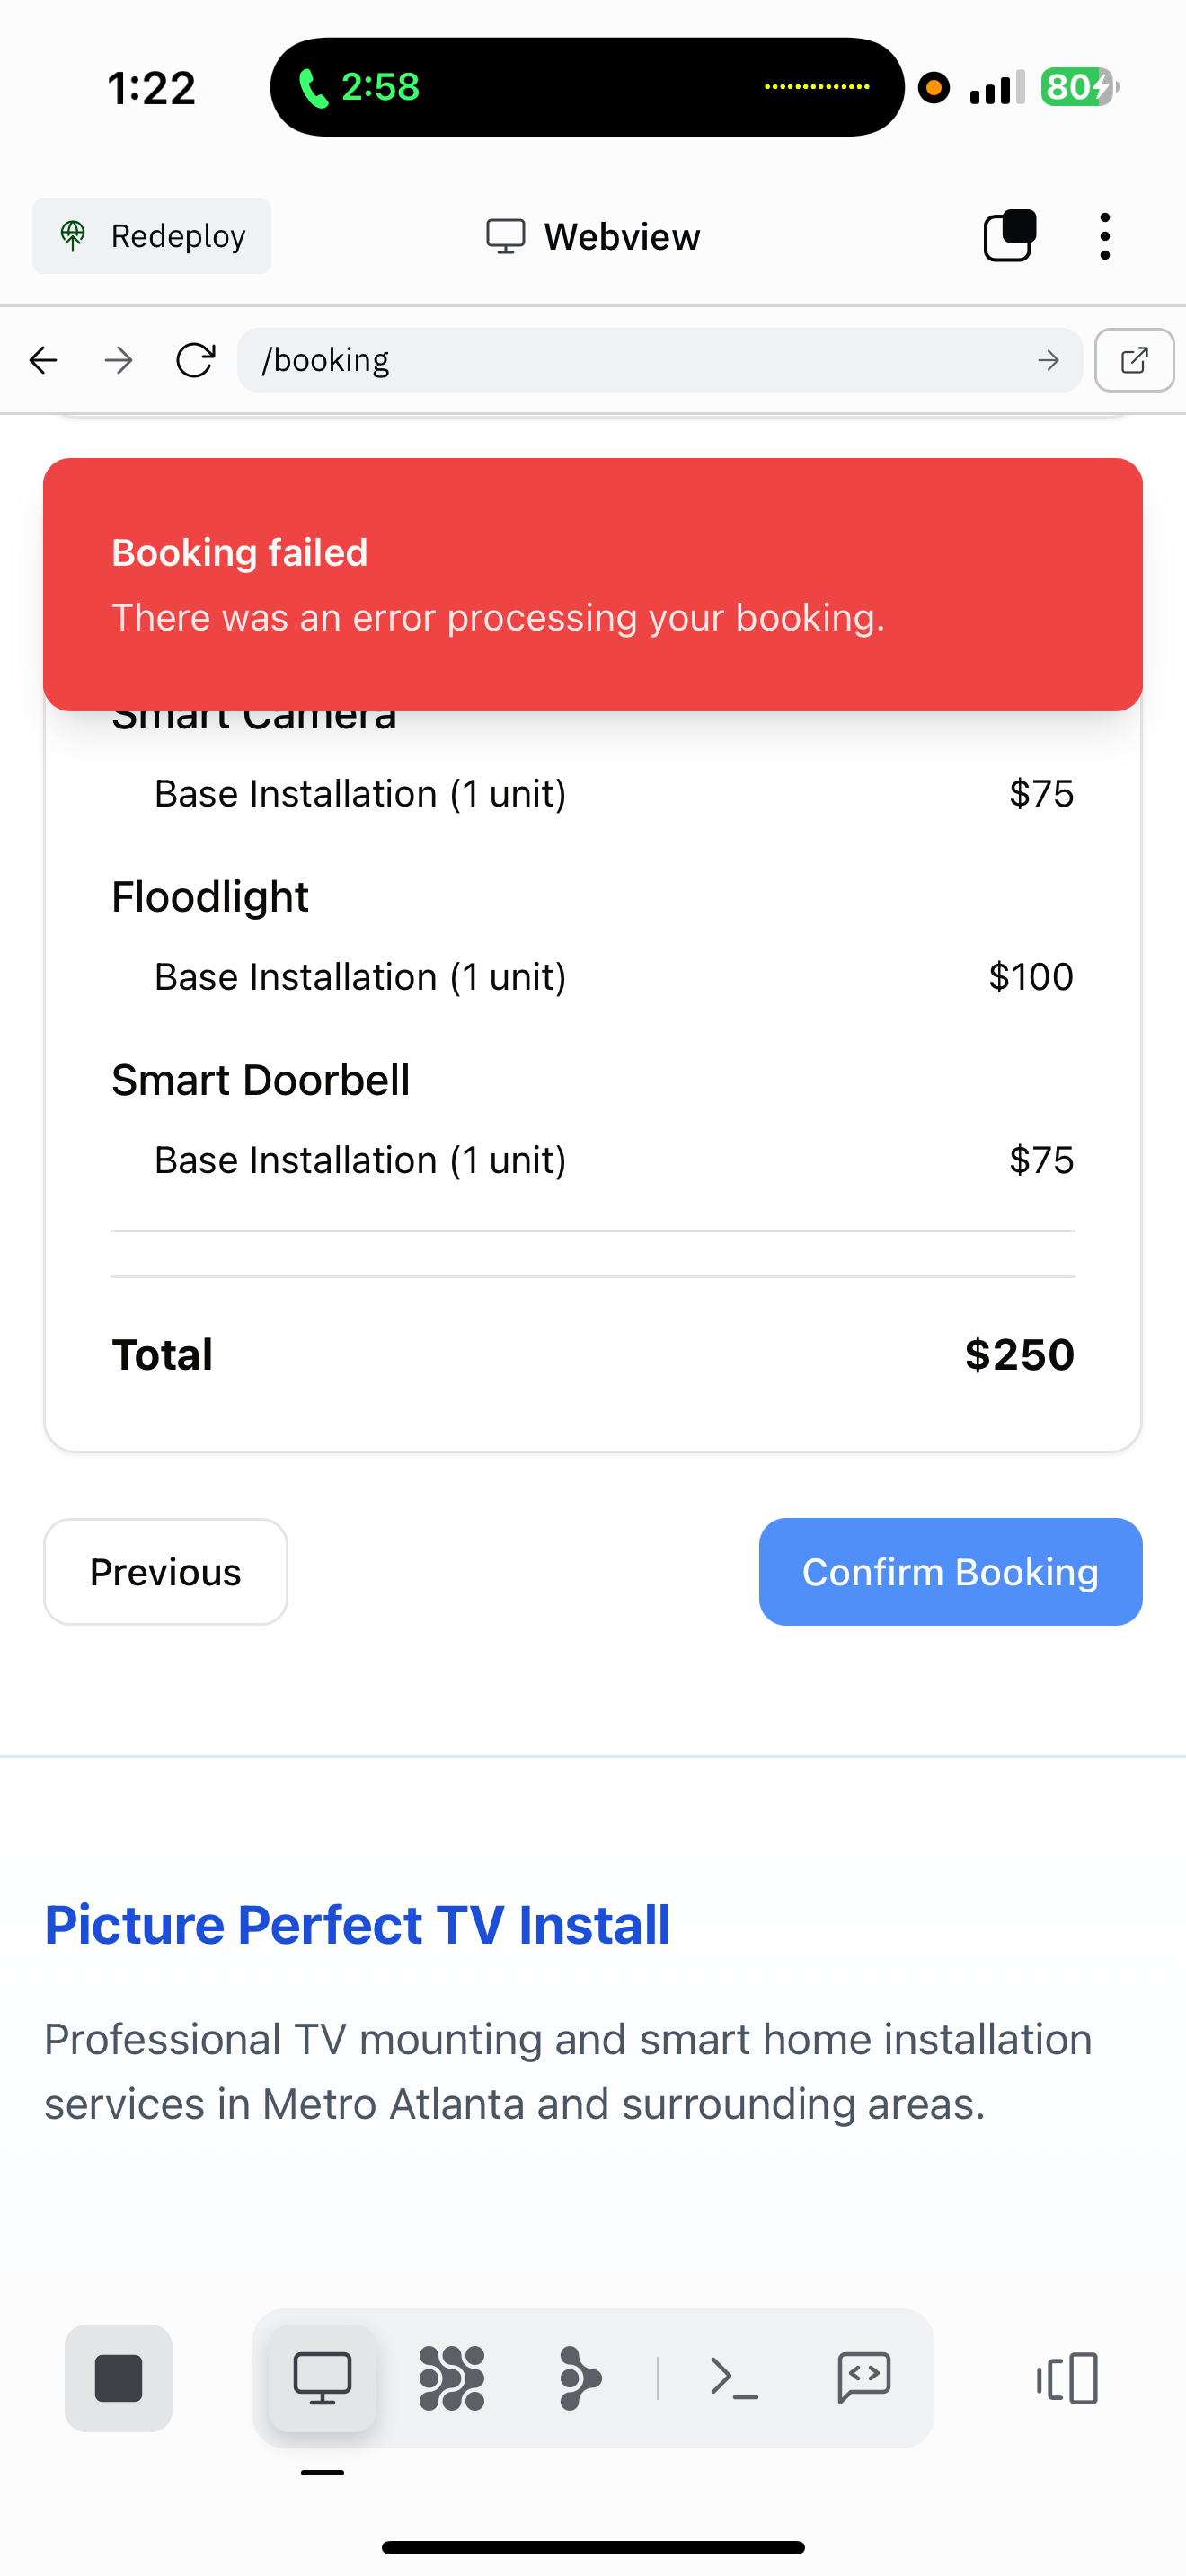 1:22
2:58
80
Redeploy
Webview
/booking
Booking failed
There was an error processing your booking.
Smart Camera
Base Installation (1 unit) $75
Floodlight
Base Installation (1 unit) $100
Smart Doorbell
Base Installation (1 unit) $75
Total $250
Previous
Confirm Booking
Picture Perfect TV Install
Professional TV mounting and smart home installation
services in Metro Atlanta and surrounding areas.